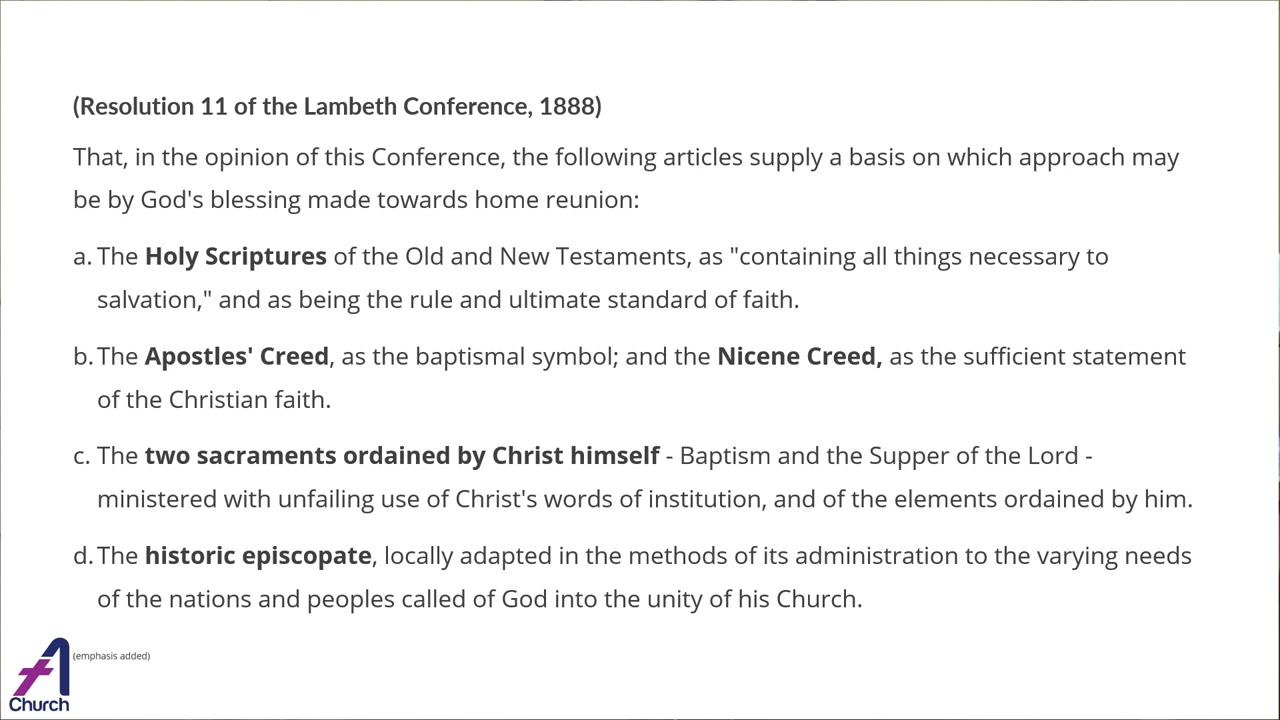 (Resolution 11 of the Lambeth Conference, 1888)
That, in the opinion of this Conference, the following articles supply a basis on which approach may
be by God's blessing made towards home reunion:
a. The Holy Scriptures of the Old and New Testaments, as "containing all things necessary to
salvation," and as being the rule and ultimate standard of faith.
b. The Apostles' Creed, as the baptismal symbol; and the Nicene Creed, as the sufficient statement
of the Christian faith.
c. The two sacraments ordained by Christ himself - Baptism and the Supper of the Lord -
ministered with unfailing use of Christ's words of institution, and of the elements ordained by him.
d. The historic episcopate, locally adapted in the methods of its administration to the varying needs
of the nations and peoples called of God into the unity of his Church.
(emphasis added)
A
Church